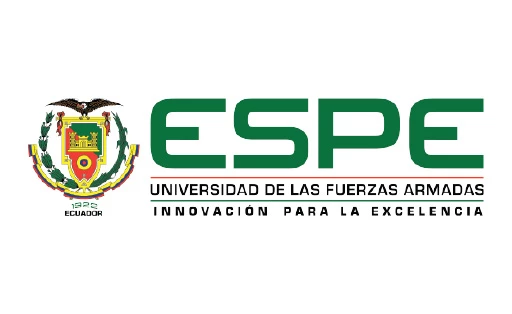 ESPE
UNIVERSIDAD DE LAS FUERZAS ARMADAS
INNOVACIÓN PARA LA EXCELENCIA
1922
ECUADOR